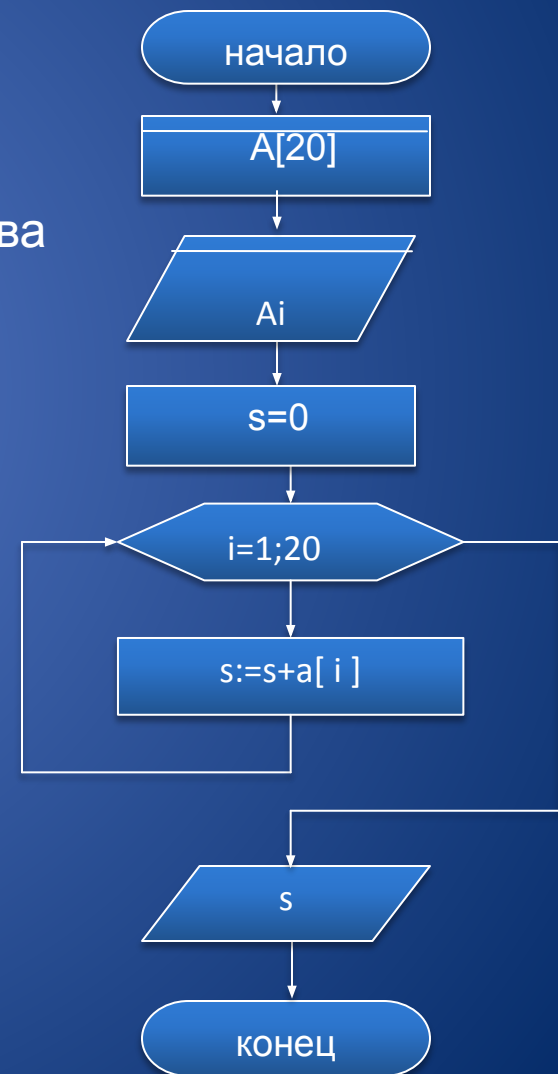 начало
A[20]
ва
Ai
s=0
i=1;20
s:=s+a[ i ]
s
конец